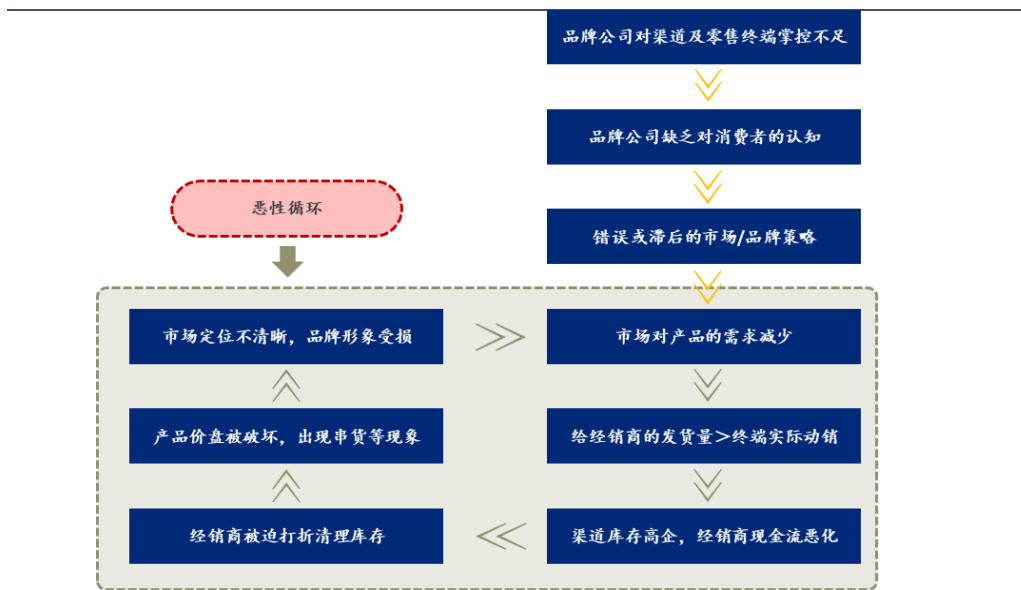 品牌公司对渠道及零售终端掌控不足
品牌公司缺乏对消费者的认知
恶性循环
错误或滞后的市场/品牌策略
市场定位不清晰，品牌形象受损
市场对产品的需求减少
产品价盘被破坏，出现串货等现象
给经销商的发货量>终端实际动销
经销商被迫打折清理库存
渠道库存高企，经销商现金流恶化